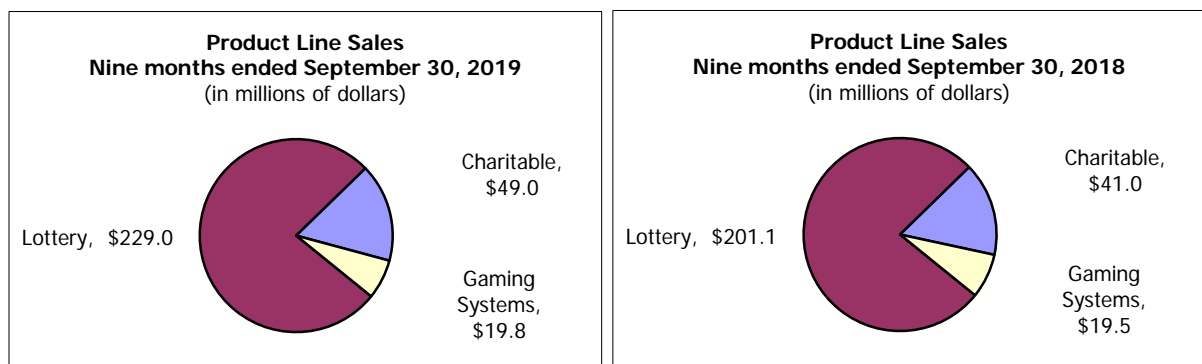 Product Line Sales
Nine months ended September 30, 2019
(in millions of dollars)
Charitable,
$49.0
Lottery, $229.0
Gaming
Systems,
$19.8
Product Line Sales
Nine months ended September 30, 2018
(in millions of dollars)
Charitable,
$41.0
Lottery, $201.1
Gaming
Systems,
$19.5